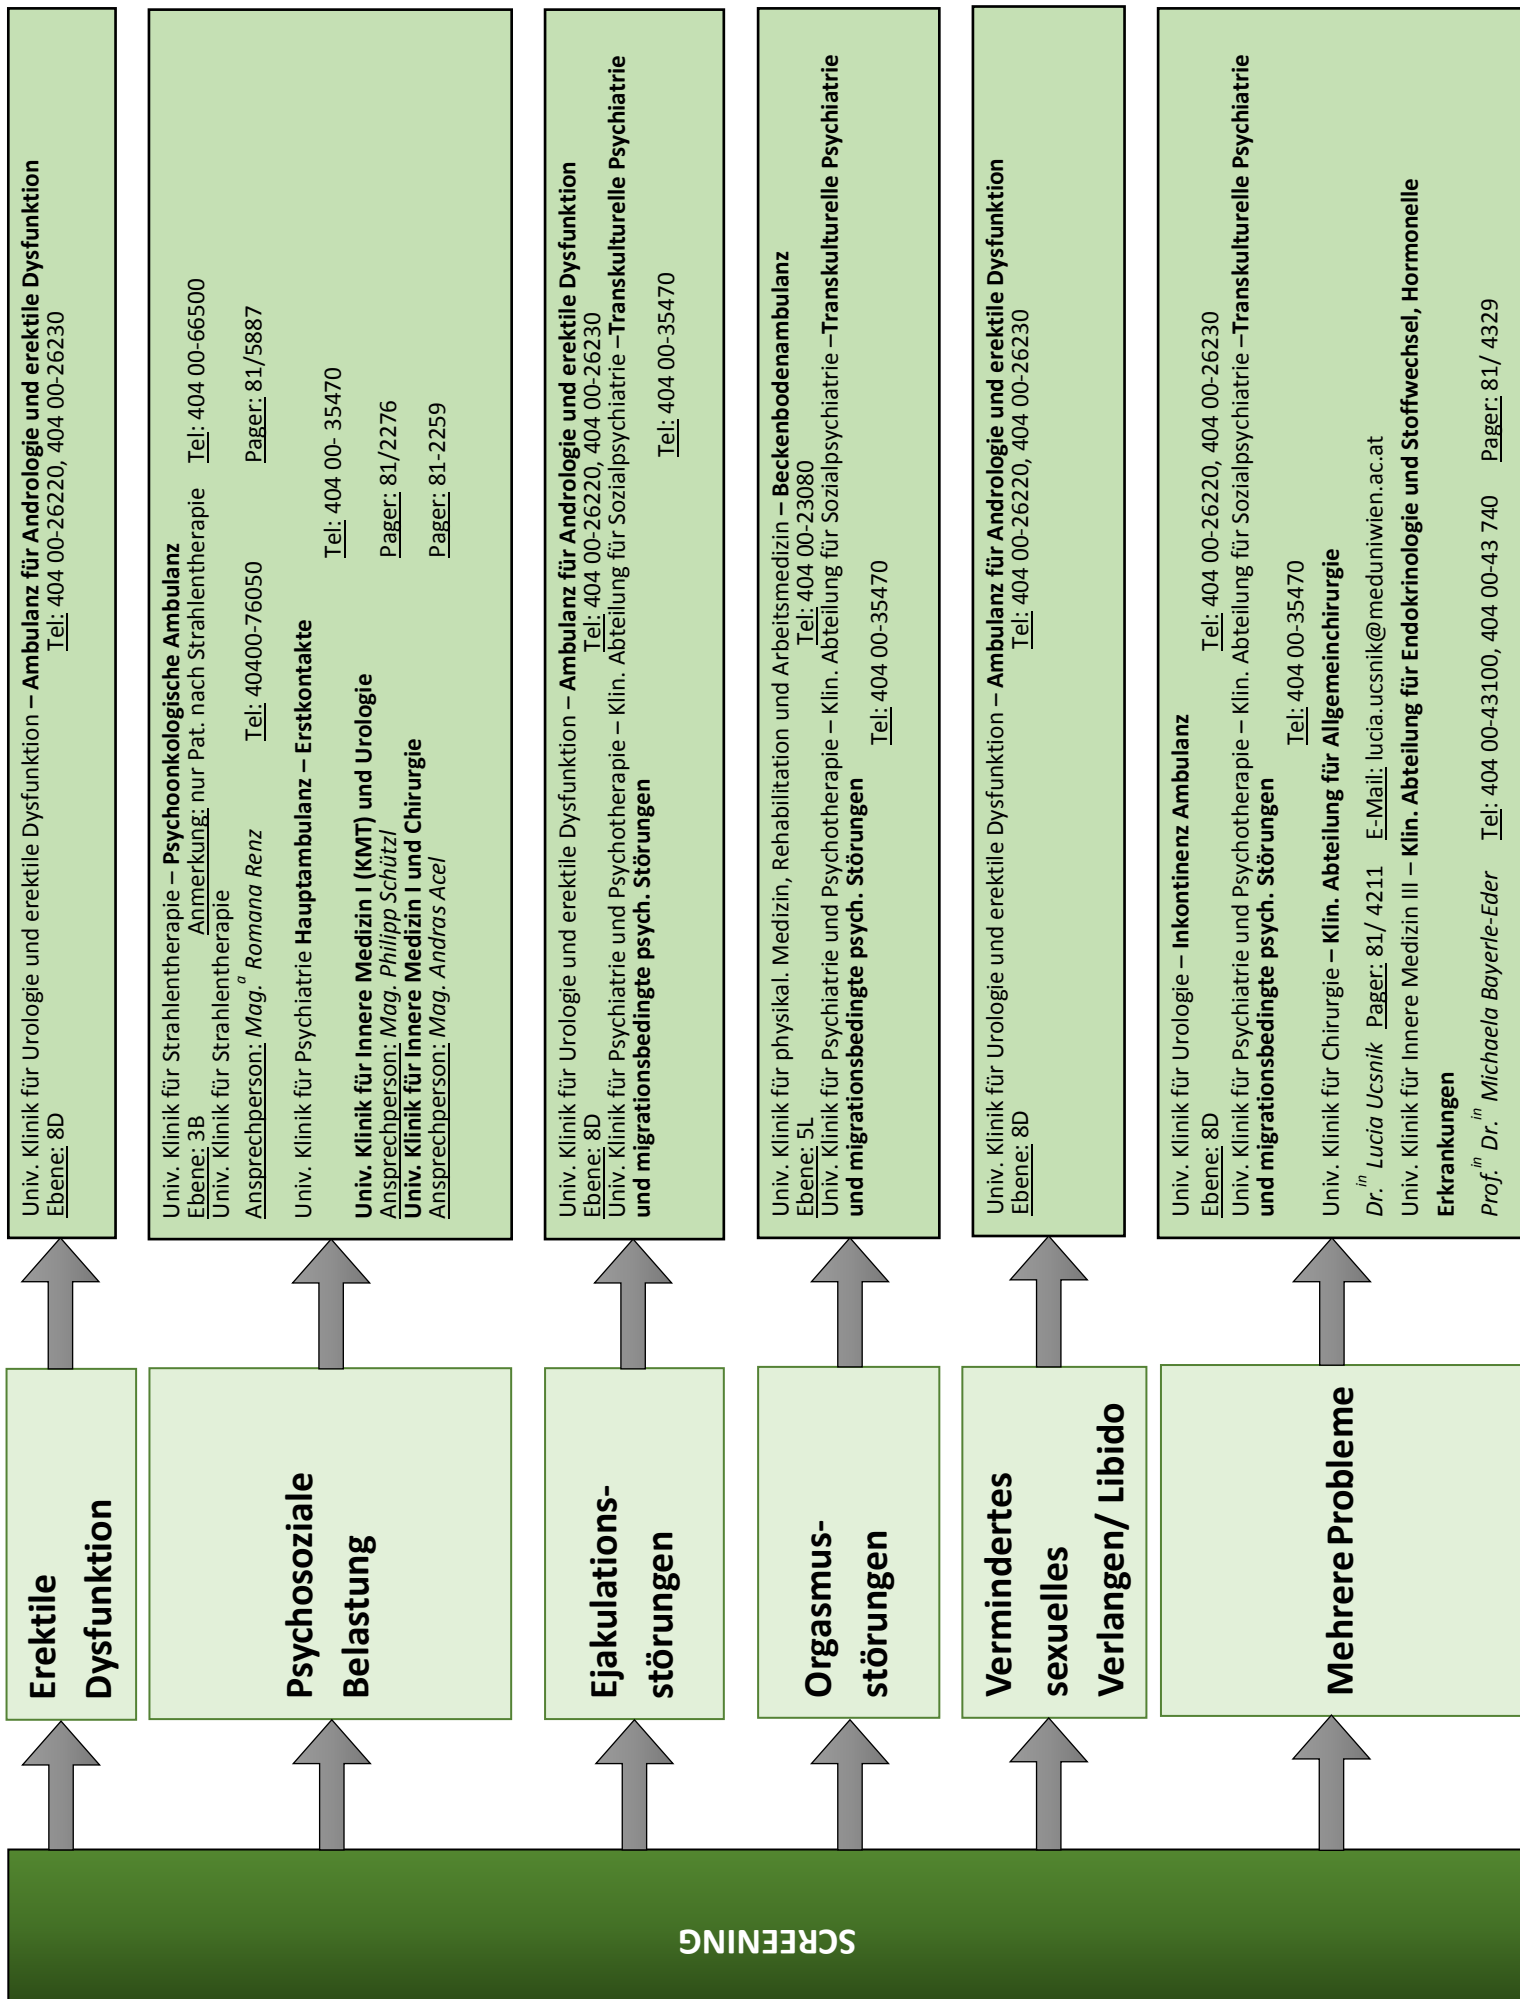 SCREENING
Erektile
Dysfunktion
Univ. Klinik für Urologie und erektile Dysfunktion – Ambulanz für Andrologie und erektile Dysfunktion
Ebene: 8D Tel: 404 00-26220, 404 00-26230
Psychosoziale
Belastung
Univ. Klinik für Strahlentherapie – Psychoonkologische Ambulanz
Ebene: 3B Anmerkung: nur Pat. nach Strahlentherapie Tel: 404 00-66500
Univ. Klinik für Strahlentherapie
Ansprechperson: Mag.ª Romana Renz Tel: 40400-76050 Pager: 81/5887
Univ. Klinik für Psychiatrie Hauptambulanz – Erstkontakte
Tel: 404 00- 35470
Univ. Klinik für Innere Medizin I (KMT) und Urologie
Ansprechperson: Mag. Philipp Schützl Pager: 81/2276
Univ. Klinik für Innere Medizin I und Chirurgie
Ansprechperson: Mag. Andras Acel Pager: 81-2259
Ejakulations-
störungen
Univ. Klinik für Urologie und erektile Dysfunktion – Ambulanz für Andrologie und erektile Dysfunktion
Ebene: 8D Tel: 404 00-26220, 404 00-26230
Univ. Klinik für Psychiatrie und Psychotherapie – Klin. Abteilung für Sozialpsychiatrie –Transkulturelle Psychiatrie
und migrationsbedingte psych. Störungen
Tel: 404 00-35470
Orgasmus-
störungen
Univ. Klinik für physikal. Medizin, Rehabilitation und Arbeitsmedizin – Beckenbodenambulanz
Ebene: 5L Tel: 404 00-23080
Univ. Klinik für Psychiatrie und Psychotherapie – Klin. Abteilung für Sozialpsychiatrie –Transkulturelle Psychiatrie
und migrationsbedingte psych. Störungen
Tel: 404 00-35470
Vermindertes
sexuelles
Verlangen/ Libido
Univ. Klinik für Urologie und erektile Dysfunktion – Ambulanz für Andrologie und erektile Dysfunktion
Ebene: 8D Tel: 404 00-26220, 404 00-26230
Mehrere Probleme
Univ. Klinik für Urologie – Inkontinenz Ambulanz
Ebene: 8D Tel: 404 00-26220, 404 00-26230
Univ. Klinik für Psychiatrie und Psychotherapie – Klin. Abteilung für Sozialpsychiatrie –Transkulturelle Psychiatrie
und migrationsbedingte psych. Störungen
Tel: 404 00-35470
Univ. Klinik für Chirurgie – Klin. Abteilung für Allgemeinchirurgie
Dr.in Lucia Ucsnik Pager: 81/ 4211 E-Mail: lucia.ucsnik@meduniwien.ac.at
Univ. Klinik für Innere Medizin III – Klin. Abteilung für Endokrinologie und Stoffwechsel, Hormonelle
Erkrankungen
Prof.in Dr.in Michaela Bayerle-Eder Tel: 404 00-43100, 404 00-43 740 Pager: 81/ 4329